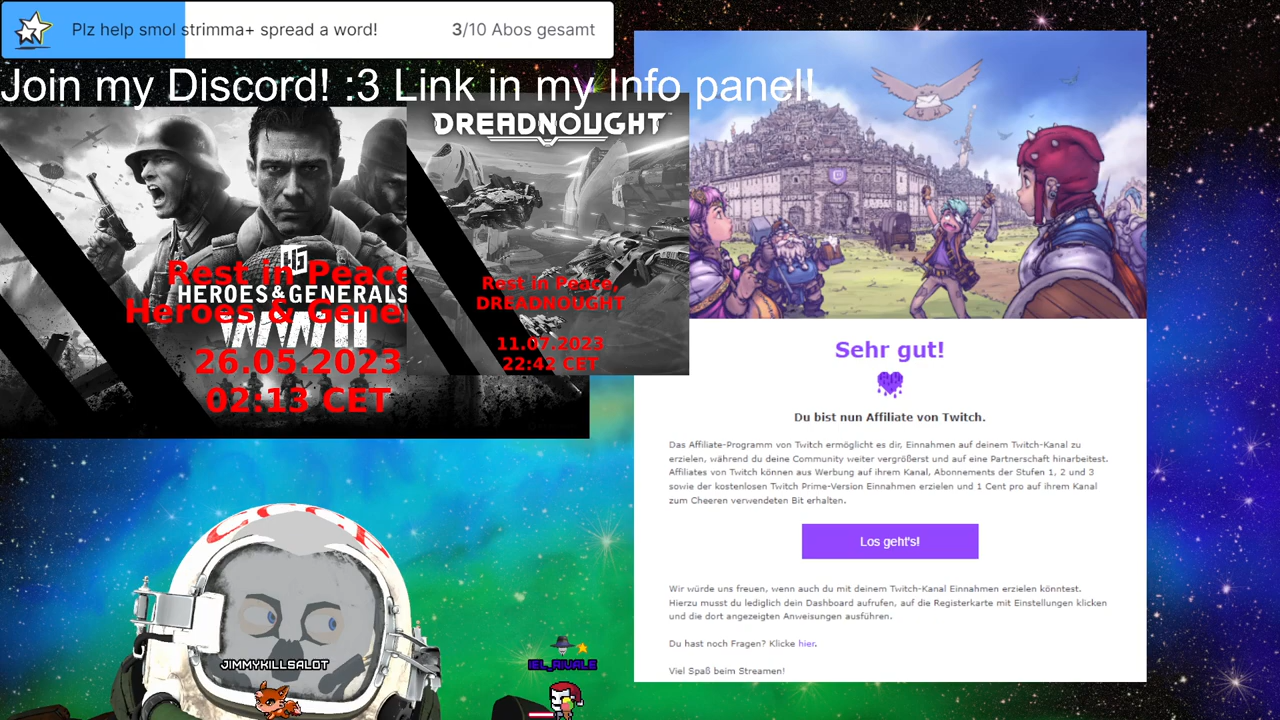 Plz help smol strimma+ spread a word!
3/10 Abos gesamt
Join my Discord! :3 Link in my Info panel!
DREADNOUGHT
HEROES & GENERALS
WWII
Rest in Peace
Heroes & Gene
26.05.2023
02:13 CET
Rest in Peace,
DREADNOUGHT
11.07.2023
22:42 CET
Sehr gut!
Du bist nun Affiliate von Twitch.
Das Affiliate-Programm von Twitch ermöglicht es dir, Einnahmen auf deinem Twitch-Kanal zu
erzielen, während du deine Community weiter vergrößerst und auf eine Partnerschaft hinarbeitest.
Affiliates von Twitch können aus Werbung auf ihrem Kanal, Abonnements der Stufen 1, 2 und 3
sowie der kostenlosen Twitch Prime-Version Einnahmen erzielen und 1 Cent pro auf ihrem Kanal
zum Cheeren verwendeten Bit erhalten.
Los geht's!
Wir würde uns freuen, wenn auch du mit deinem Twitch-Kanal Einnahmen erzielen könntest.
Hierzu musst du lediglich dein Dashboard aufrufen, auf die Registerkarte mit Einstellungen klicken
und die dort angezeigten Anweisungen ausführen.
Du hast noch Fragen? Klicke hier.
Viel Spaß beim Streamen!
CCCP
JIMMYKILLSALOT